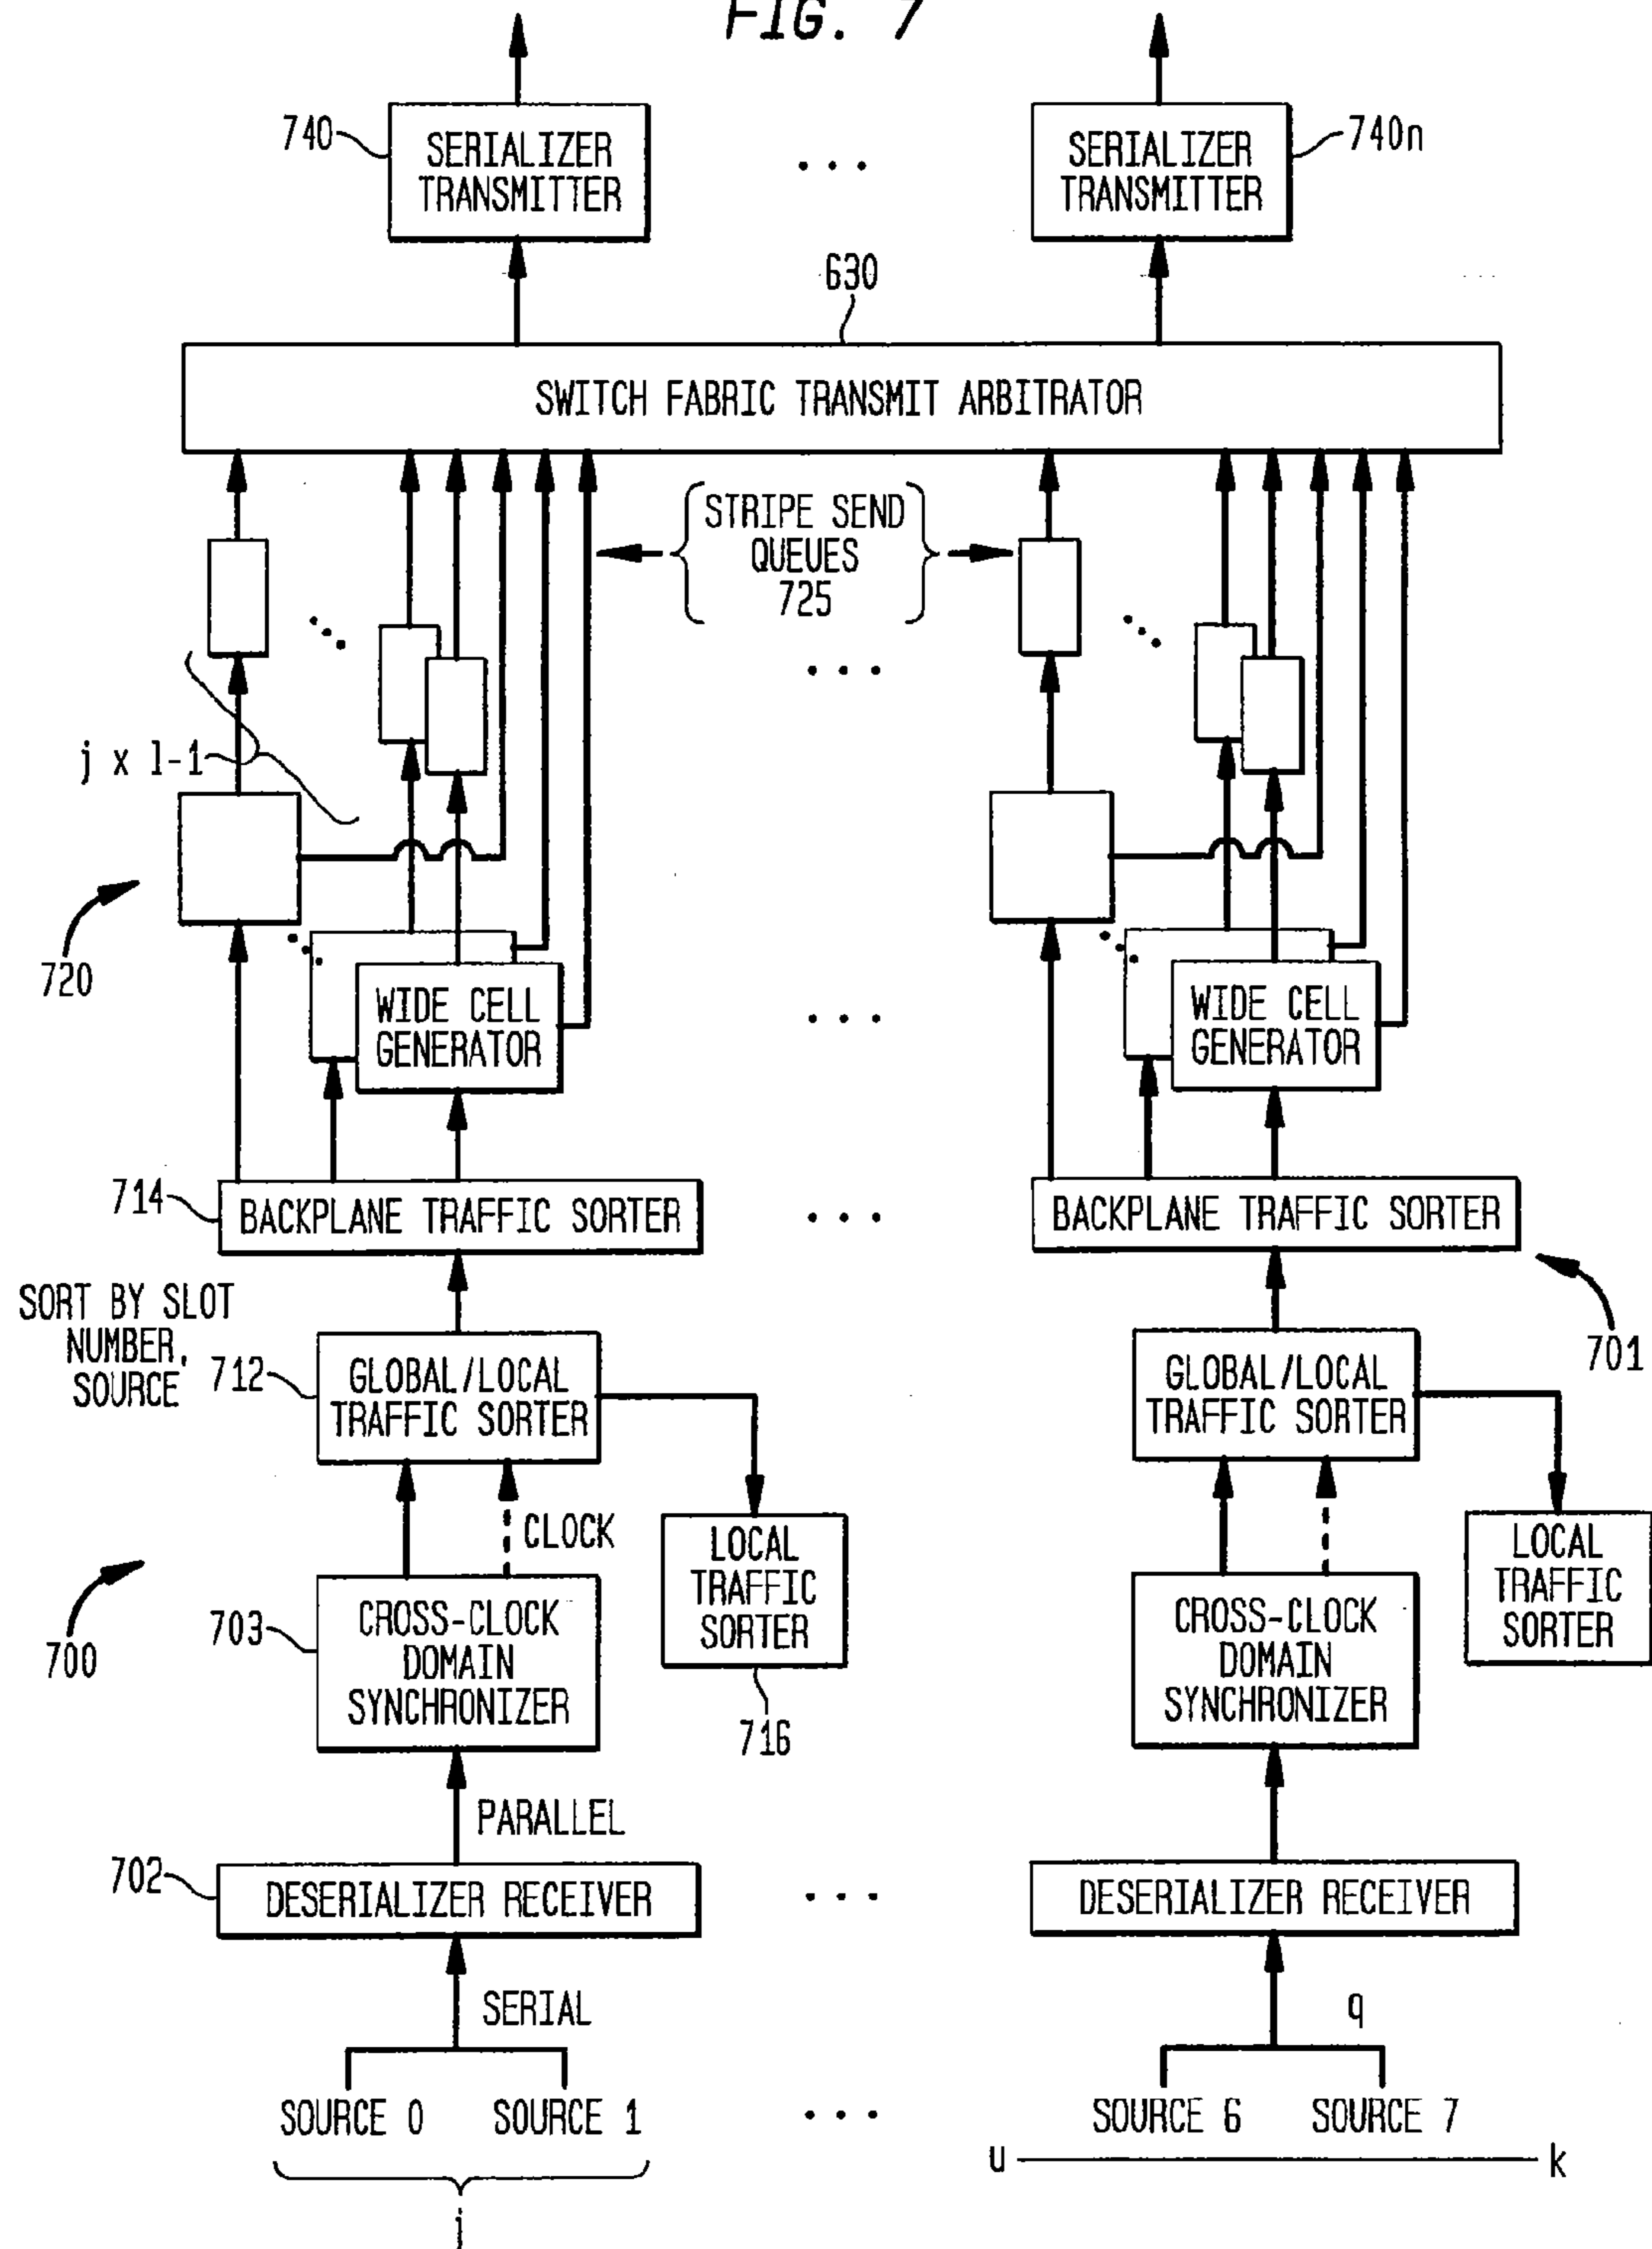 FIG. 7
740
SERIALIZER
TRANSMITTER
...
SERIALIZER
TRANSMITTER
740n
630
SWITCH FABRIC TRANSMIT ARBITRATOR
STRIPE SEND
QUEUES
725
j x l-1
720
WIDE CELL
GENERATOR
WIDE CELL
GENERATOR
714
BACKPLANE TRAFFIC SORTER
BACKPLANE TRAFFIC SORTER
701
SORT BY SLOT
NUMBER,
SOURCE
712
GLOBAL/LOCAL
TRAFFIC SORTER
GLOBAL/LOCAL
TRAFFIC SORTER
CLOCK
LOCAL
TRAFFIC
SORTER
716
LOCAL
TRAFFIC
SORTER
700
703
CROSS-CLOCK
DOMAIN
SYNCHRONIZER
CROSS-CLOCK
DOMAIN
SYNCHRONIZER
PARALLEL
702
DESERIALIZER RECEIVER
DESERIALIZER RECEIVER
SERIAL
q
SOURCE 0 SOURCE 1
SOURCE 6 SOURCE 7
u
k
j